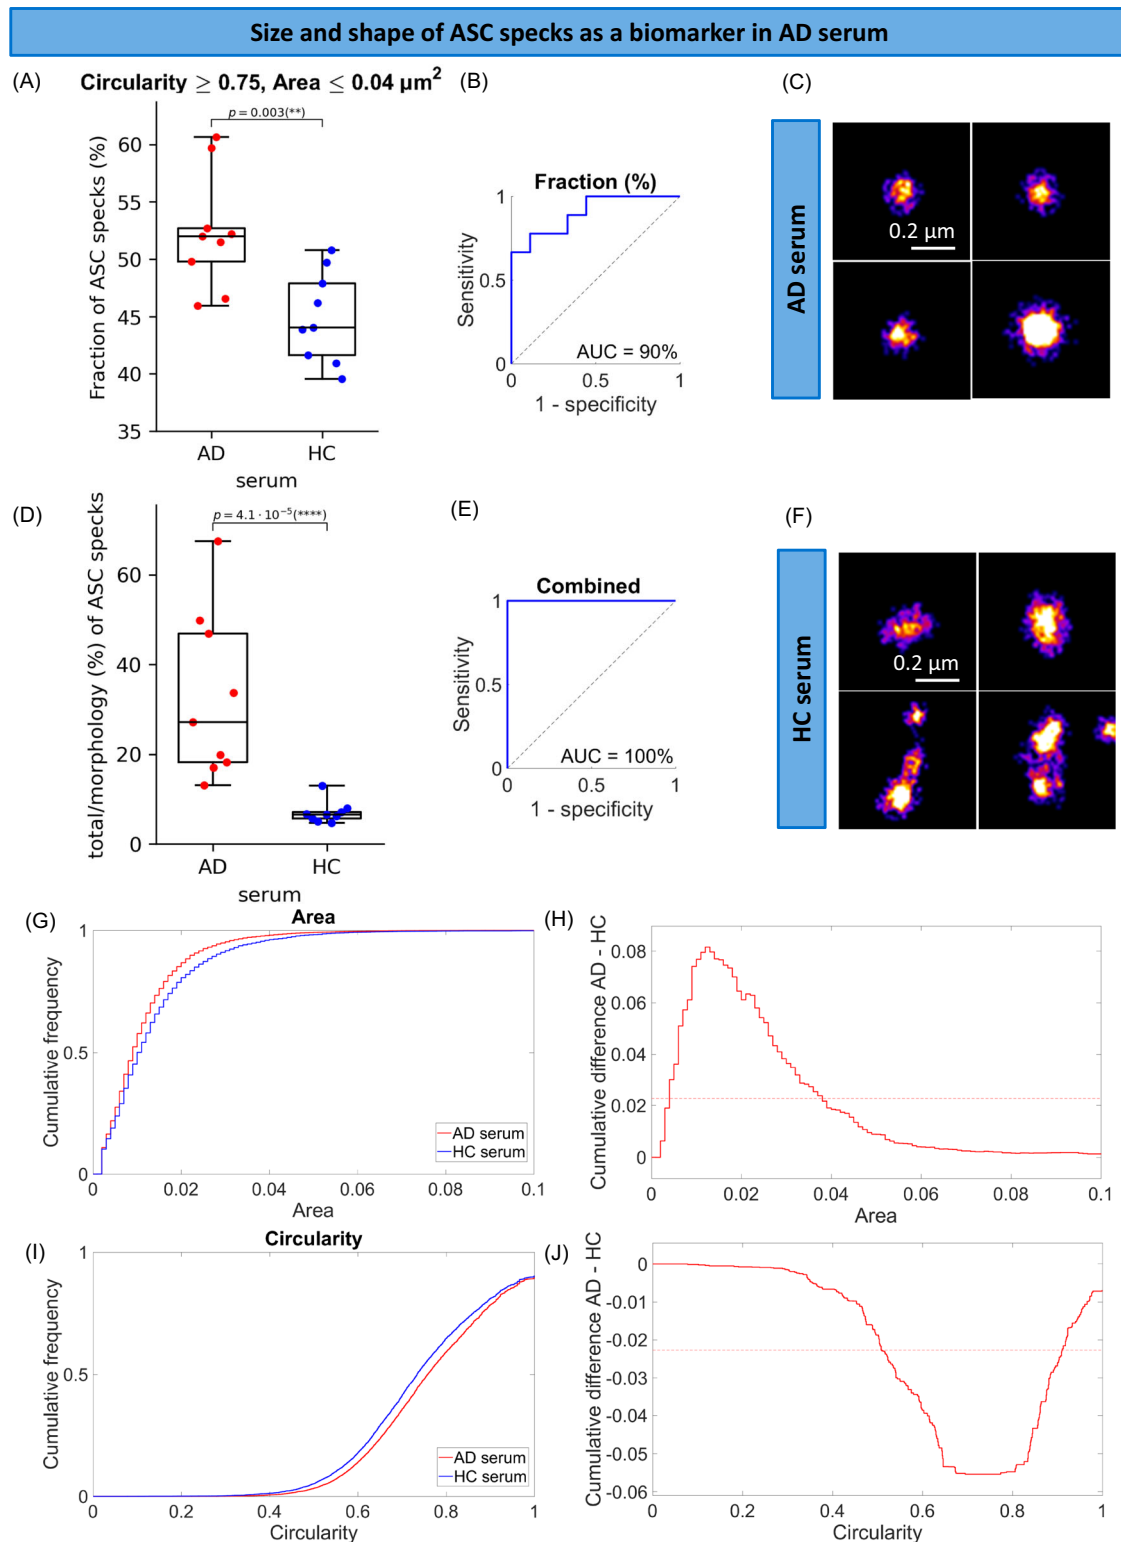 Size and shape of ASC specks as a biomarker in AD serum
(A)
Circularity ≥ 0.75, Area ≤ 0.04 µm²
p = 0.003(**)
Fraction of ASC specks (%)
60
55
50
45
40
35
AD
HC
serum
(B)
Fraction (%)
Sensitivity
1
0.5
0
AUC = 90%
0
0.5
1
1 - specificity
(C)
AD serum
0.2 µm
(D)
p = 4.1 · 10⁻⁵(****)
total/morphology (%) of ASC specks
60
40
20
0
AD
HC
serum
(E)
Combined
Sensitivity
1
0.5
0
AUC = 100%
0
0.5
1
1 - specificity
(F)
HC serum
0.2 µm
(G)
Area
Cumulative frequency
1
0.5
0
AD serum
HC serum
0
0.02
0.04
0.06
0.08
0.1
Area
(H)
Cumulative difference AD - HC
0.08
0.06
0.04
0.02
0
0
0.02
0.04
0.06
0.08
0.1
Area
(I)
Circularity
Cumulative frequency
1
0.5
0
AD serum
HC serum
0
0.2
0.4
0.6
0.8
1
Circularity
(J)
Cumulative difference AD - HC
0
-0.01
-0.02
-0.03
-0.04
-0.05
-0.06
0
0.2
0.4
0.6
0.8
1
Circularity